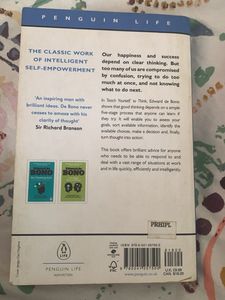 PENGUIN LIFE
THE CLASSIC WORK
OF INTELLIGENT
SELF-EMPOWERMENT
'An inspiring man with
brilliant ideas. De Bono never
ceases to amaze with his
clarity of thought'
Sir Richard Branson
Our happiness and success
depend on clear thinking. But
too many of us are compromised
by confusion, trying to do too
much at once, and not knowing
what to do next.
In Teach Yourself to Think, Edward de Bono
shows that good thinking depends on a simple
five-stage process that anyone can learn. If
they try it will enable you to assess your
goals, sort available information, identify the
available choices, make a decision and, finally,
turn thought into action.
This book offers brilliant advice for anyone
who needs to be able to respond to and
deal with a vast range of situations at work
and in life quickly, efficiently and intelligently.
BONO
BONO
PRHIPL
PENGUIN LIFE
ISBN